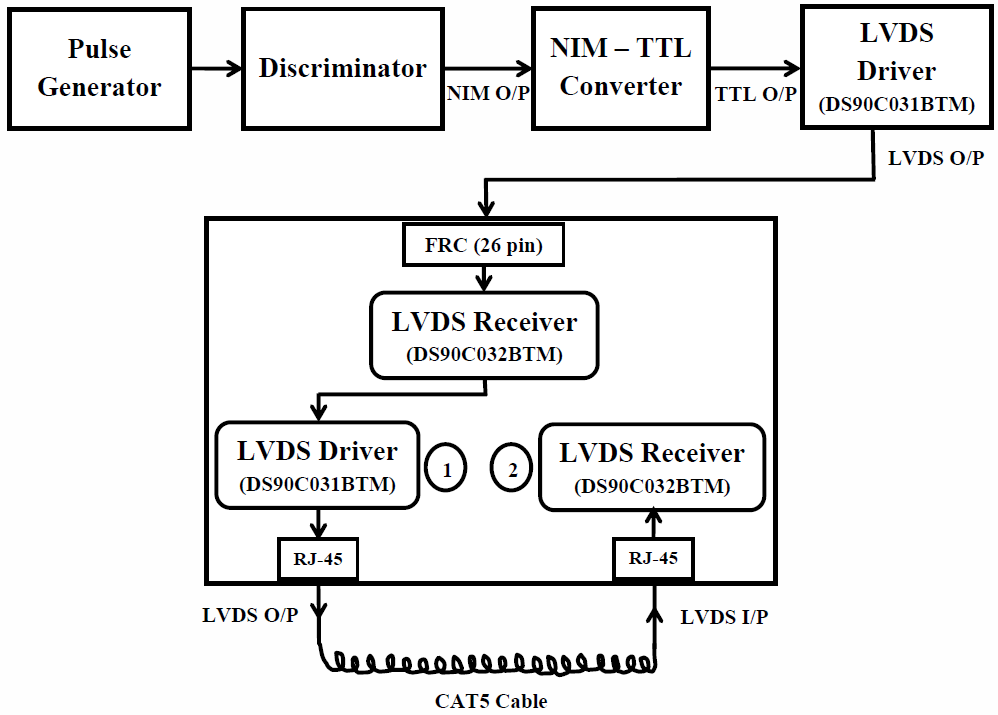 Pulse
Generator
Discriminator
NIM O/P
NIM – TTL
Converter
TTL O/P
LVDS
Driver
(DS90C031BTM)
LVDS O/P
FRC (26 pin)
LVDS Receiver
(DS90C032BTM)
LVDS Driver
(DS90C031BTM)
1
2
LVDS Receiver
(DS90C032BTM)
RJ-45
RJ-45
LVDS O/P
LVDS I/P
CAT5 Cable